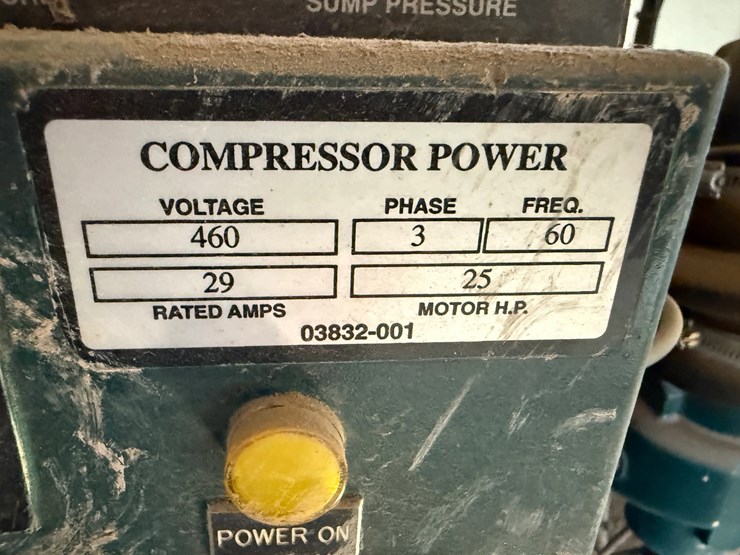 SUMP PRESSURE
COMPRESSOR POWER
VOLTAGE PHASE FREQ.
460 3 60
29 25
RATED AMPS MOTOR H.P.
03832-001
POWER ON